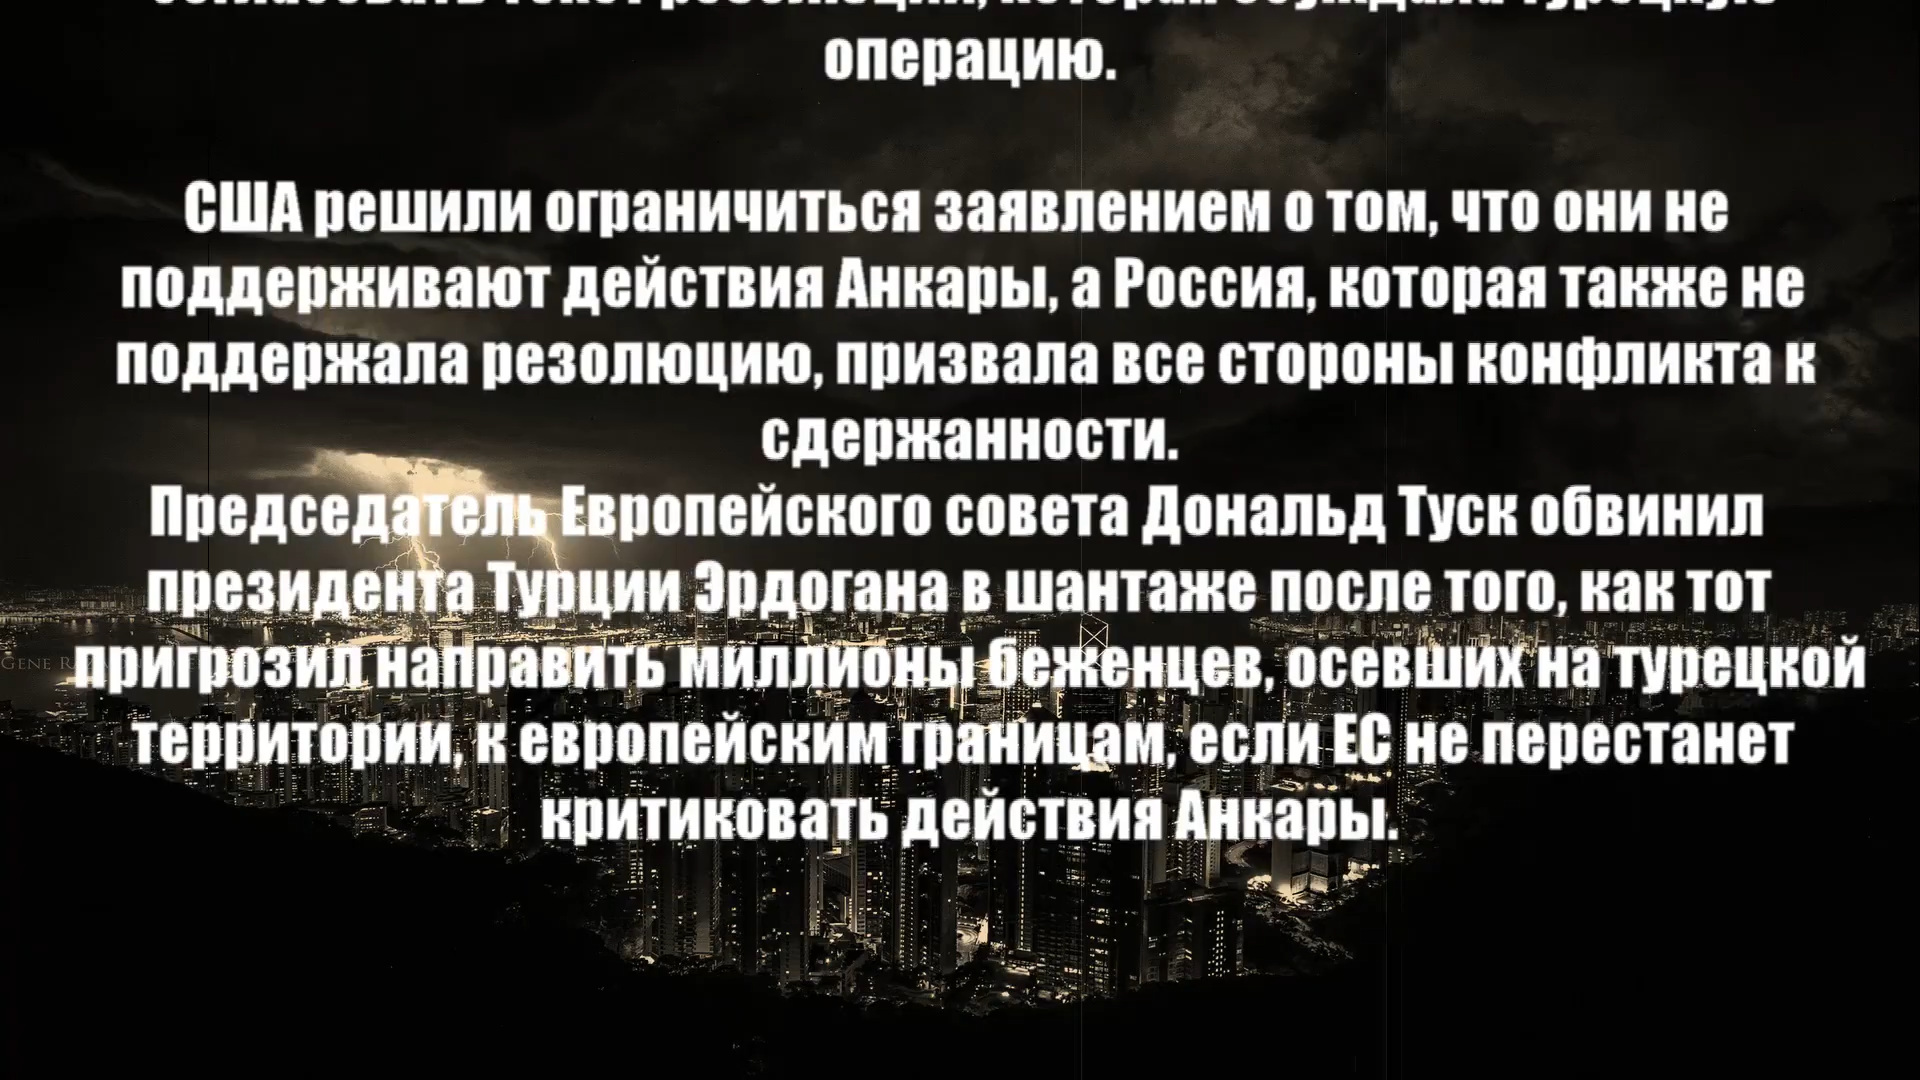 операцию.
США решили ограничиться заявлением о том, что они не
поддерживают действия Анкары, а Россия, которая также не
поддержала резолюцию, призвала все стороны конфликта к
сдержанности.
Председатель Европейского совета Дональд Туск обвинил
президента Турции Эрдогана в шантаже после того, как тот
пригрозил направить миллионы беженцев, осевших на турецкой
территории, к европейским границам, если ЕС не перестанет
критиковать действия Анкары.
GENE